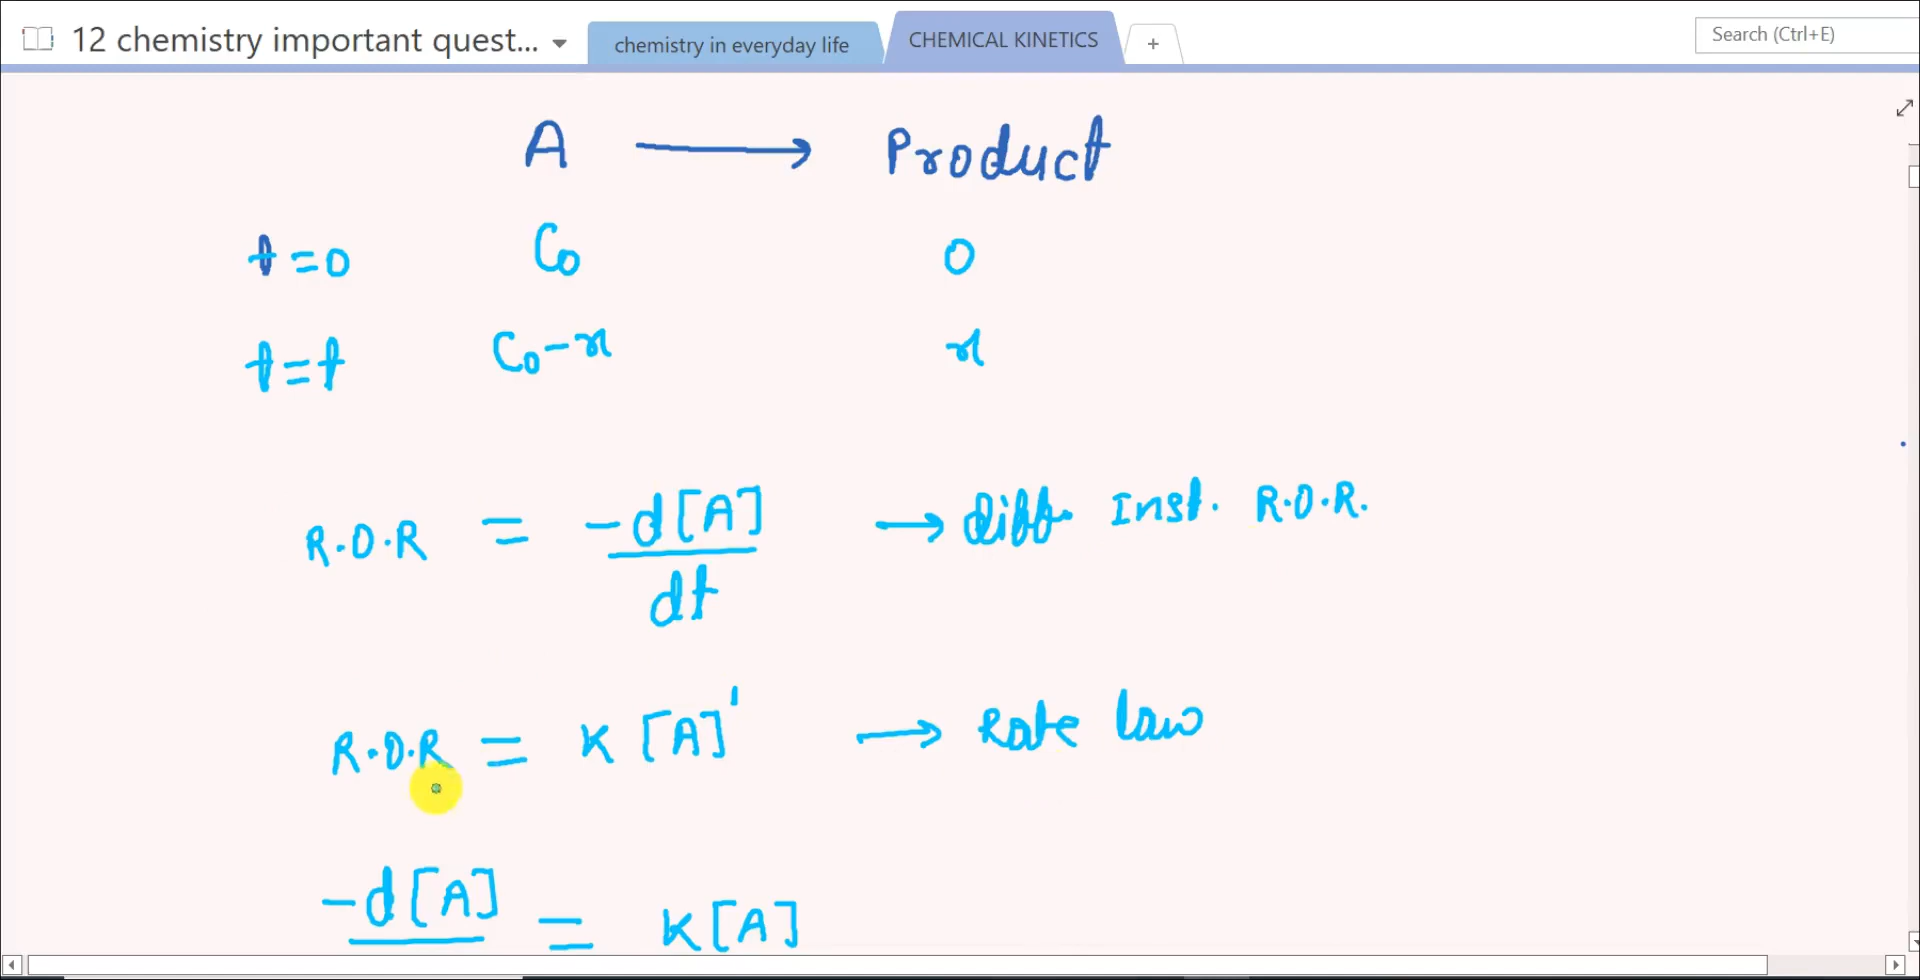 12 chemistry important quest...
chemistry in everyday life
CHEMICAL KINETICS
+
Search (Ctrl+E)
A ⟶ Product
t = 0 C₀ 0
t = t C₀ - x x
R.O.R = -d[A]/dt → diff. Inst. R.O.R.
R.O.R = K [A]¹ → Rate law
-d[A] = K[A]